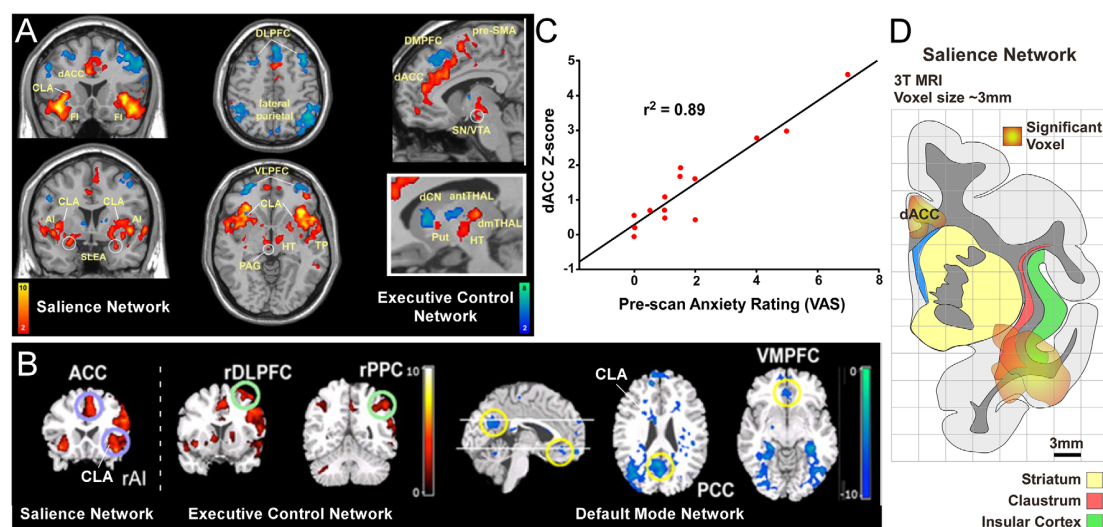 A
dACC
CLA
FI
FI
DLPFC
lateral
parietal
pre-SMA
DMPFC
dACC
SN/VTA
CLA
CLA
AI
AI
SLEA
VLPFC
CLA
HT
TP
PAG
dCN
antTHAL
dmTHAL
Put
HT
10
2
Salience Network
Executive Control
Network
8
2
B
ACC
CLA
rAI
Salience Network
rDLPFC
rPPC
10
0
Executive Control Network
CLA
PCC
VMPFC
0
-10
Default Mode Network
C
dACC Z-score
5
4
3
2
1
0
-1
r² = 0.89
0
2
4
6
8
Pre-scan Anxiety Rating (VAS)
D
Salience Network
3T MRI
Voxel size ~3mm
Significant
Voxel
dACC
3mm
Striatum
Claustrum
Insular Cortex